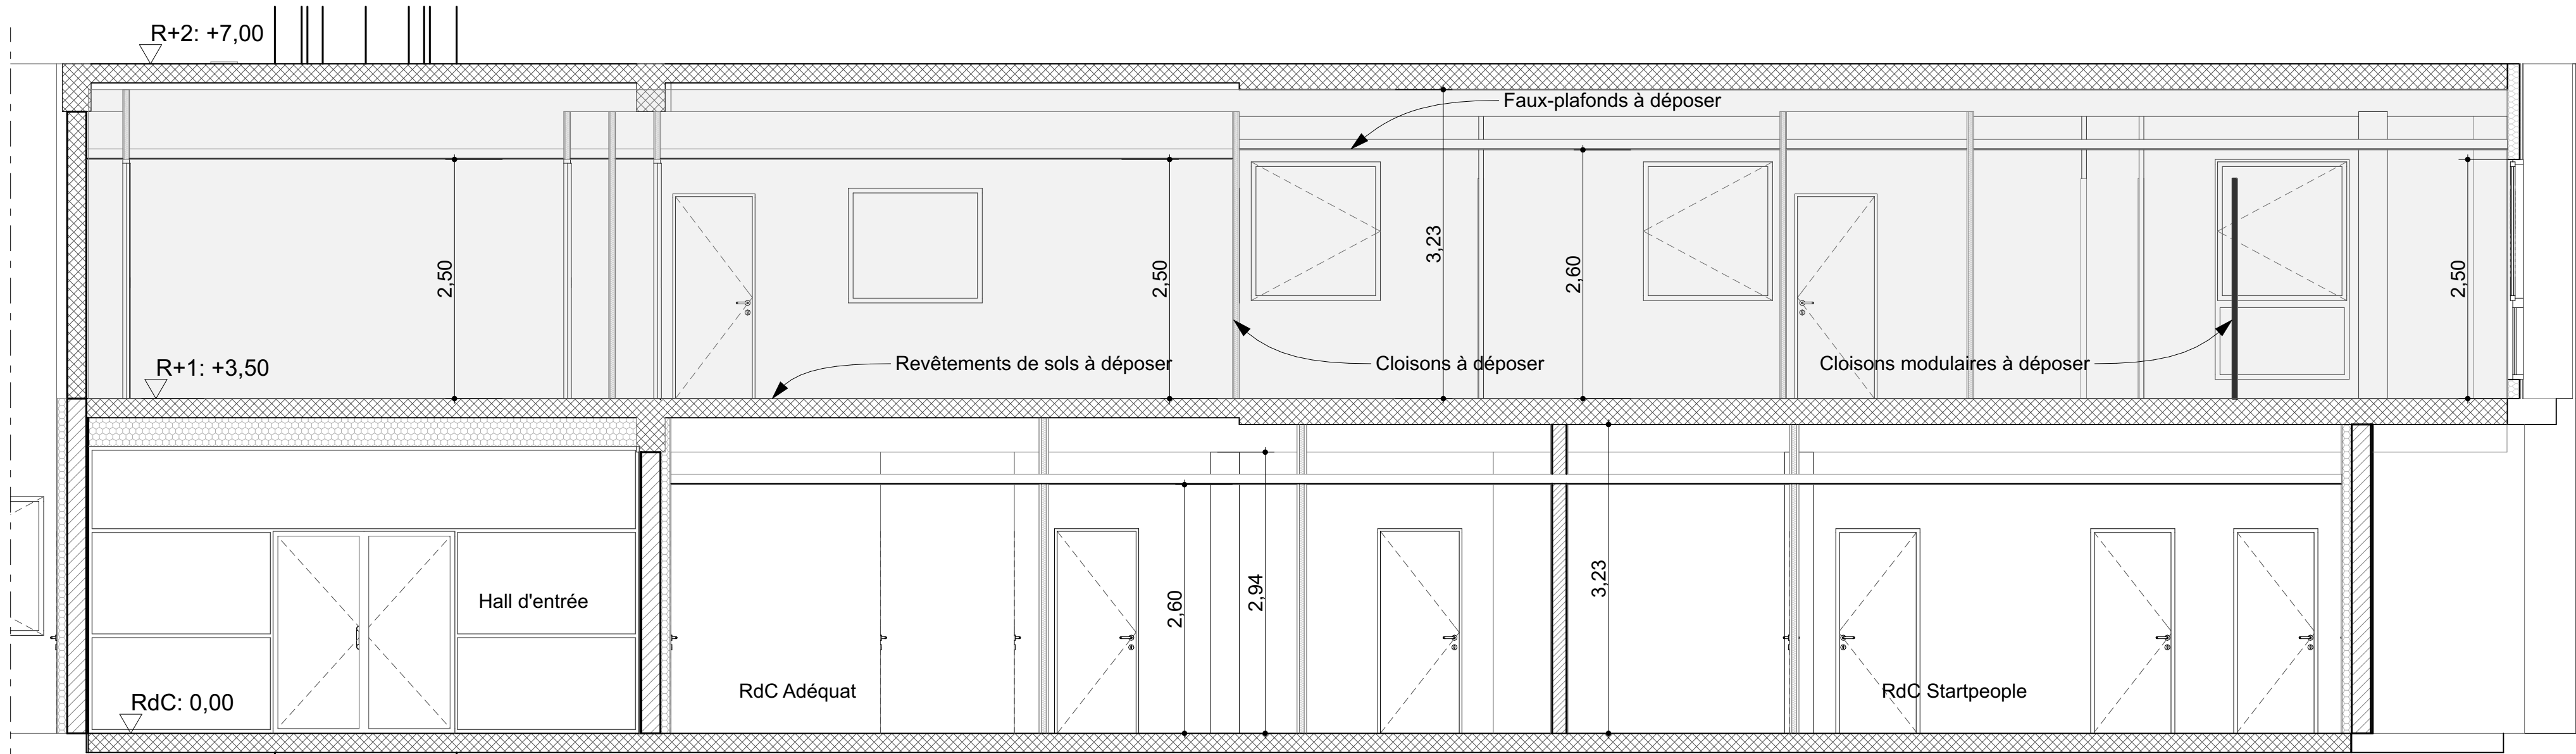 R+2: +7,00
Faux-plafonds à déposer
2,50
2,50
3,23
2,60
2,50
R+1: +3,50
Revêtements de sols à déposer
Cloisons à déposer
Cloisons modulaires à déposer
Hall d'entrée
2,60
2,94
3,23
RdC Adéquat
RdC Startpeople
RdC: 0,00